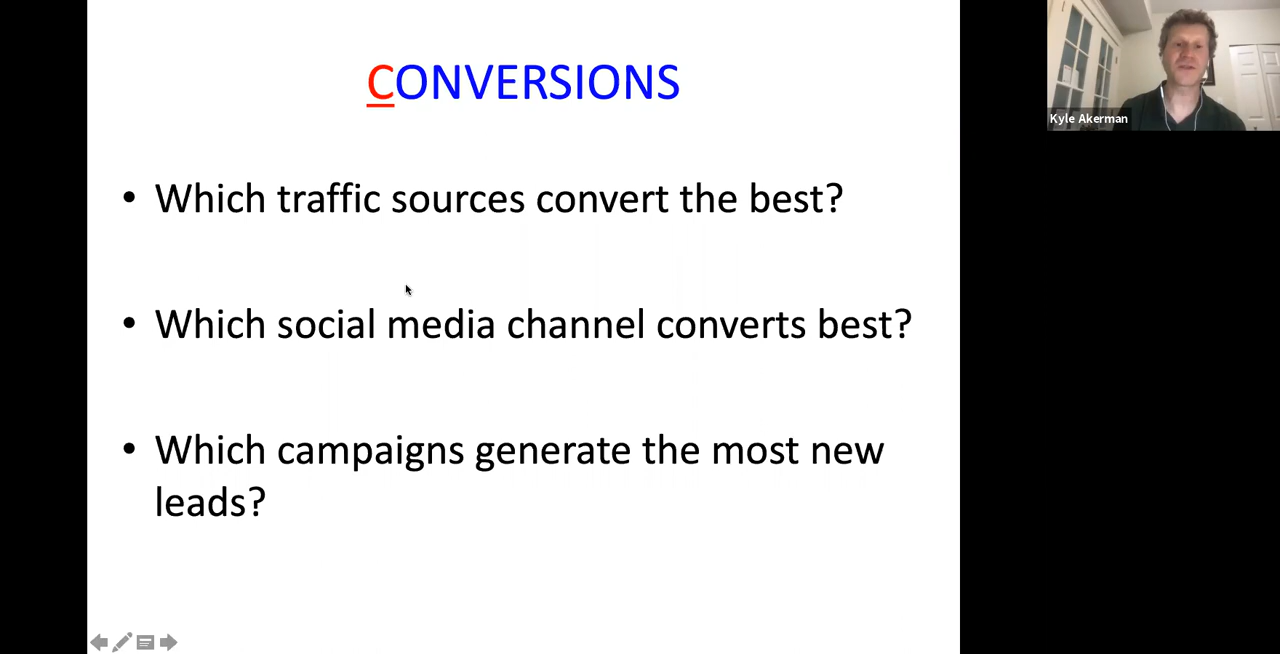 CONVERSIONS
• Which traffic sources convert the best?
• Which social media channel converts best?
• Which campaigns generate the most new
leads?
Kyle Akerman